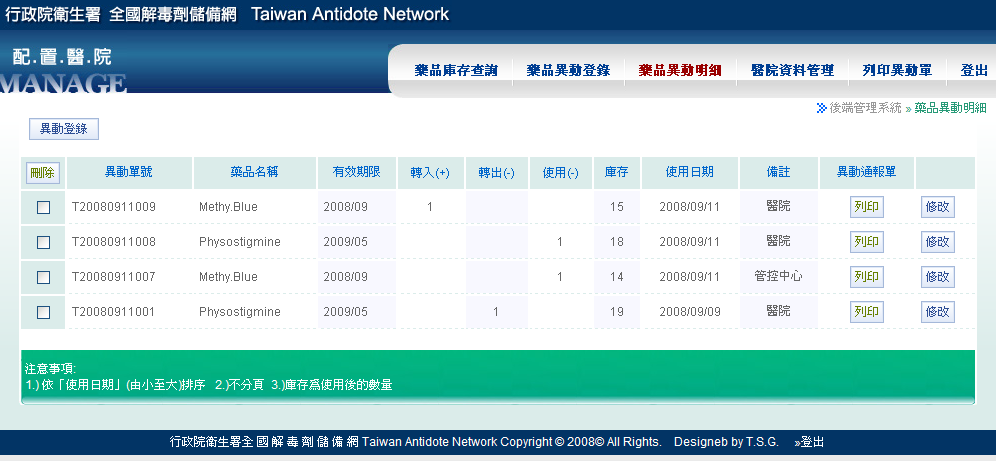 行政院衛生署 全國解毒劑儲備網 Taiwan Antidote Network
配.置.醫.院
MANAGE
藥品庫存查詢 藥品異動登錄 藥品異動明細 醫院資料管理 列印異動單 登出
後端管理系統 » 藥品異動明細
異動登錄
刪除 異動單號 藥品名稱 有效期限 轉入(+) 轉出(-) 使用(-) 庫存 使用日期 備註 異動通報單
T20080911009 Methy.Blue 2008/09 1 15 2008/09/11 醫院 列印 修改
T20080911008 Physostigmine 2009/05 1 18 2008/09/11 醫院 列印 修改
T20080911007 Methy.Blue 2008/09 1 14 2008/09/11 管控中心 列印 修改
T20080911001 Physostigmine 2009/05 1 19 2008/09/09 醫院 列印 修改
注意事項:
1.)依「使用日期」(由小至大)排序 2.)不分頁 3.)庫存為使用後的數量
行政院衛生署全國解毒劑儲備網 Taiwan Antidote Network Copyright © 2008© All Rights. Designeb by T.S.G. »登出